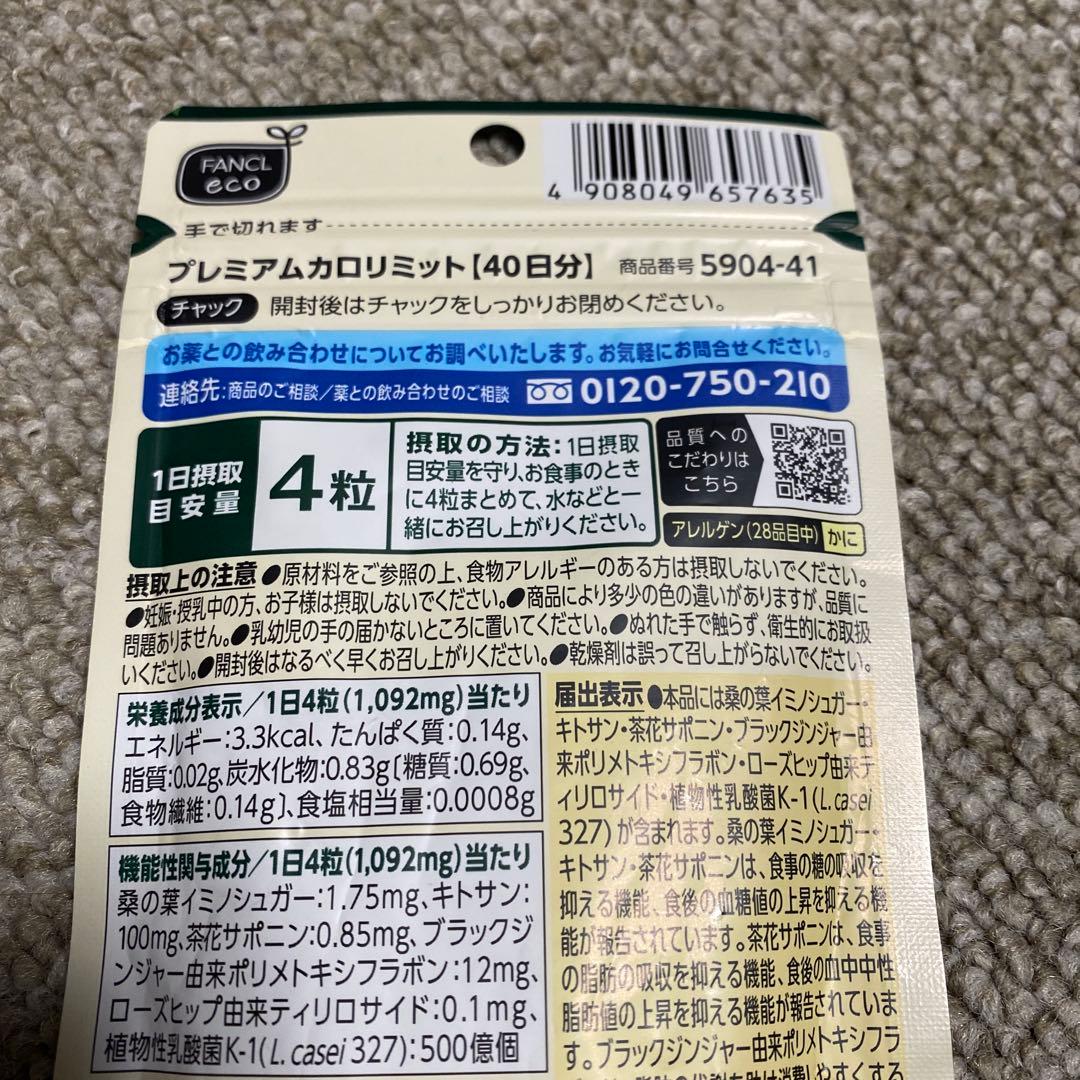 FANCL
eco
4 908049 657635
手で切れます
プレミアムカロリミット【40日分】 商品番号 5904-41
チャック 開封後はチャックをしっかりお閉めください。
お薬との飲み合わせについてお調べいたします。お気軽にお問合せください。
連絡先:商品のご相談/薬との飲み合わせのご相談 0120-750-210
1日摂取
目安量
4粒
摂取の方法:1日摂取
目安量を守り、お食事のとき
に4粒まとめて、水などと一
緒にお召し上がりください。
品質への
こだわりは
こちら
アレルゲン(28品目中) かに
摂取上の注意 ●原材料をご参照の上、食物アレルギーのある方は摂取しないでください。
●妊娠・授乳中の方、お子様は摂取しないでください。●商品により多少の色の違いがありますが、品質に
問題ありません。●乳幼児の手の届かないところに置いてください。●ぬれた手で触らず、衛生的にお取扱
いください。●開封後はなるべく早くお召し上がりください。●乾燥剤は誤って召し上がらないでください。
栄養成分表示/1日4粒(1,092mg)当たり
エネルギー:3.3kcal、たんぱく質:0.14g、
脂質:0.02g、炭水化物:0.83g〔糖質:0.69g、
食物繊維:0.14g〕、食塩相当量:0.0008g
機能性関与成分/1日4粒(1,092mg)当たり
桑の葉イミノシュガー:1.75mg、キトサン:
100mg、茶花サポニン:0.85mg、ブラックジ
ンジャー由来ポリメトキシフラボン:12mg、
ローズヒップ由来ティリロサイド:0.1mg、
植物性乳酸菌K-1(L. casei 327):500億個
届出表示 ●本品には桑の葉イミノシュガー・
キトサン・茶花サポニン・ブラックジンジャー由
来ポリメトキシフラボン・ローズヒップ由来テ
ィリロサイド・植物性乳酸菌K-1(L. casei
327)が含まれます。桑の葉イミノシュガー・
キトサン・茶花サポニンは、食事の糖の吸収を
抑える機能、食後の血糖値の上昇を抑える機
能が報告されています。茶花サポニンは、食事
の脂肪の吸収を抑える機能、食後の血中中性
脂肪値の上昇を抑える機能が報告されていま
す。ブラックジンジャー由来ポリメトキシフラ